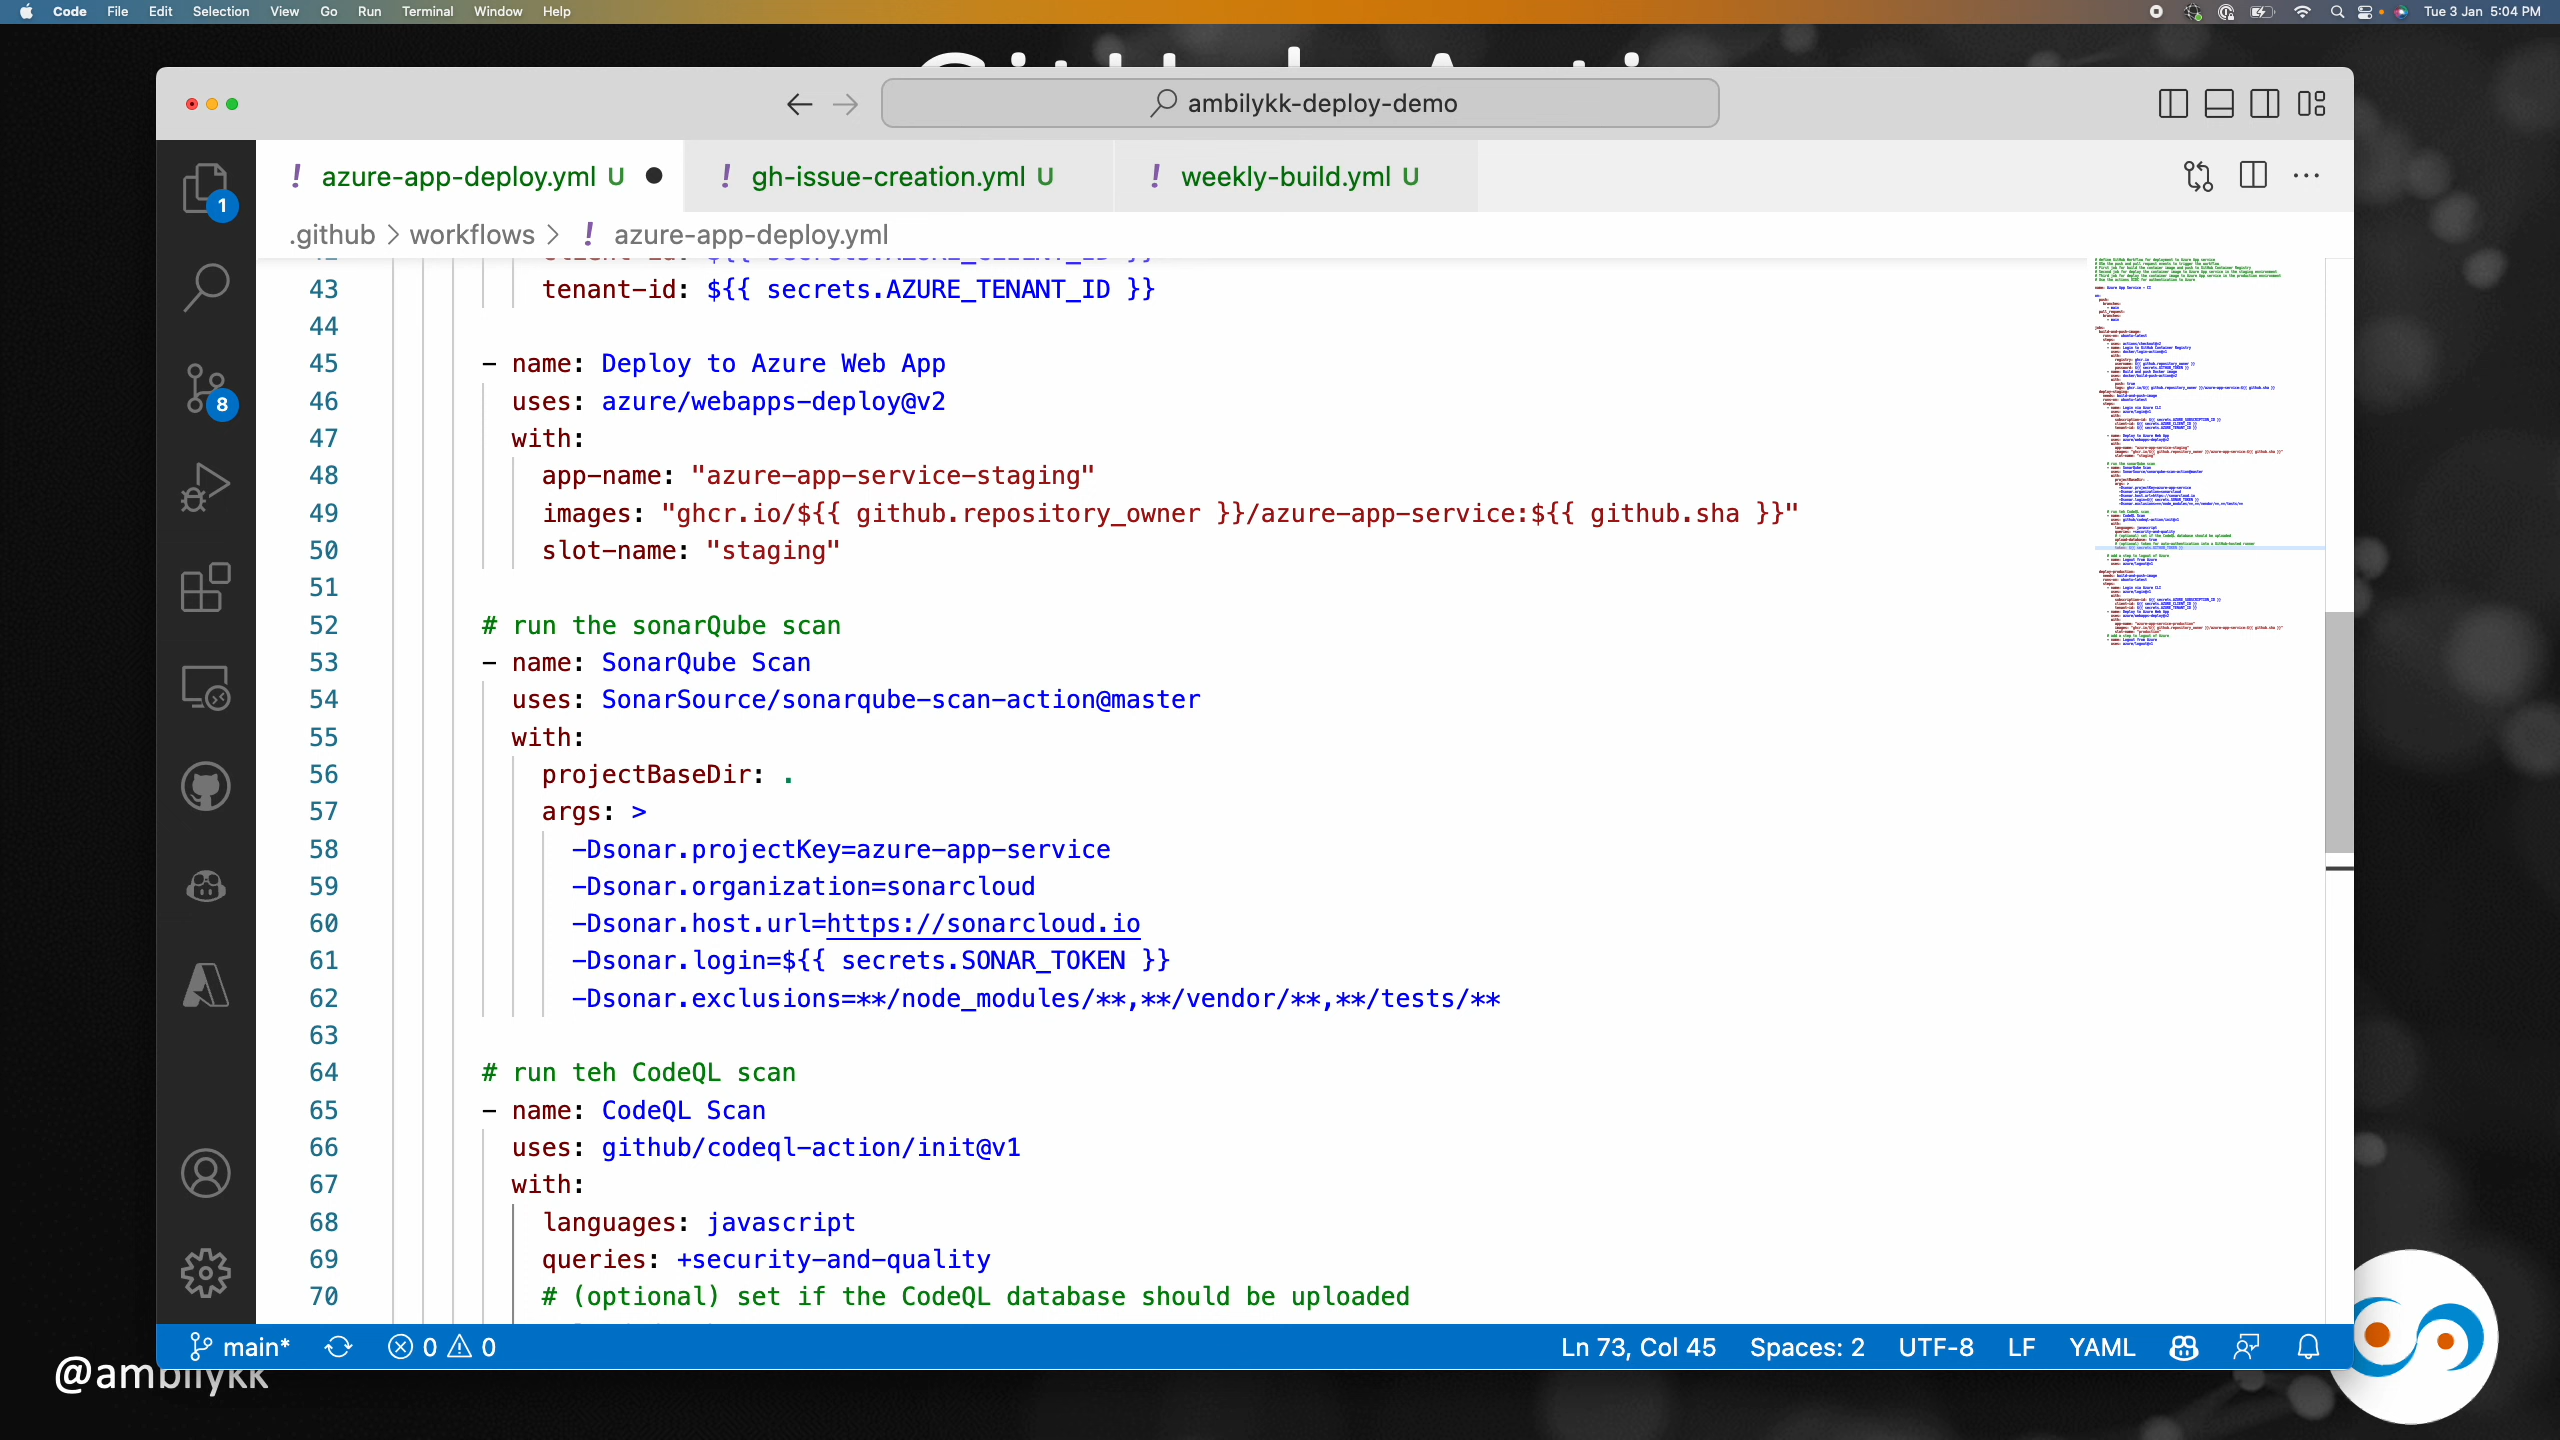 Code File Edit Selection View Go Run Terminal Window Help
Tue 3 Jan 5:04 PM
ambilykk-deploy-demo
! azure-app-deploy.yml U
! gh-issue-creation.yml U
! weekly-build.yml U
.github > workflows > ! azure-app-deploy.yml
43 tenant-id: ${{ secrets.AZURE_TENANT_ID }}
44
45 - name: Deploy to Azure Web App
46 uses: azure/webapps-deploy@v2
47 with:
48 app-name: "azure-app-service-staging"
49 images: "ghcr.io/${{ github.repository_owner }}/azure-app-service:${{ github.sha }}"
50 slot-name: "staging"
51
52 # run the sonarQube scan
53 - name: SonarQube Scan
54 uses: SonarSource/sonarqube-scan-action@master
55 with:
56 projectBaseDir: .
57 args: >
58 -Dsonar.projectKey=azure-app-service
59 -Dsonar.organization=sonarcloud
60 -Dsonar.host.url=https://sonarcloud.io
61 -Dsonar.login=${{ secrets.SONAR_TOKEN }}
62 -Dsonar.exclusions=**/node_modules/**,**/vendor/**,**/tests/**
63
64 # run teh CodeQL scan
65 - name: CodeQL Scan
66 uses: github/codeql-action/init@v1
67 with:
68 languages: javascript
69 queries: +security-and-quality
70 # (optional) set if the CodeQL database should be uploaded
1
8
main* 0 0
Ln 73, Col 45 Spaces: 2 UTF-8 LF YAML
@ambilykk